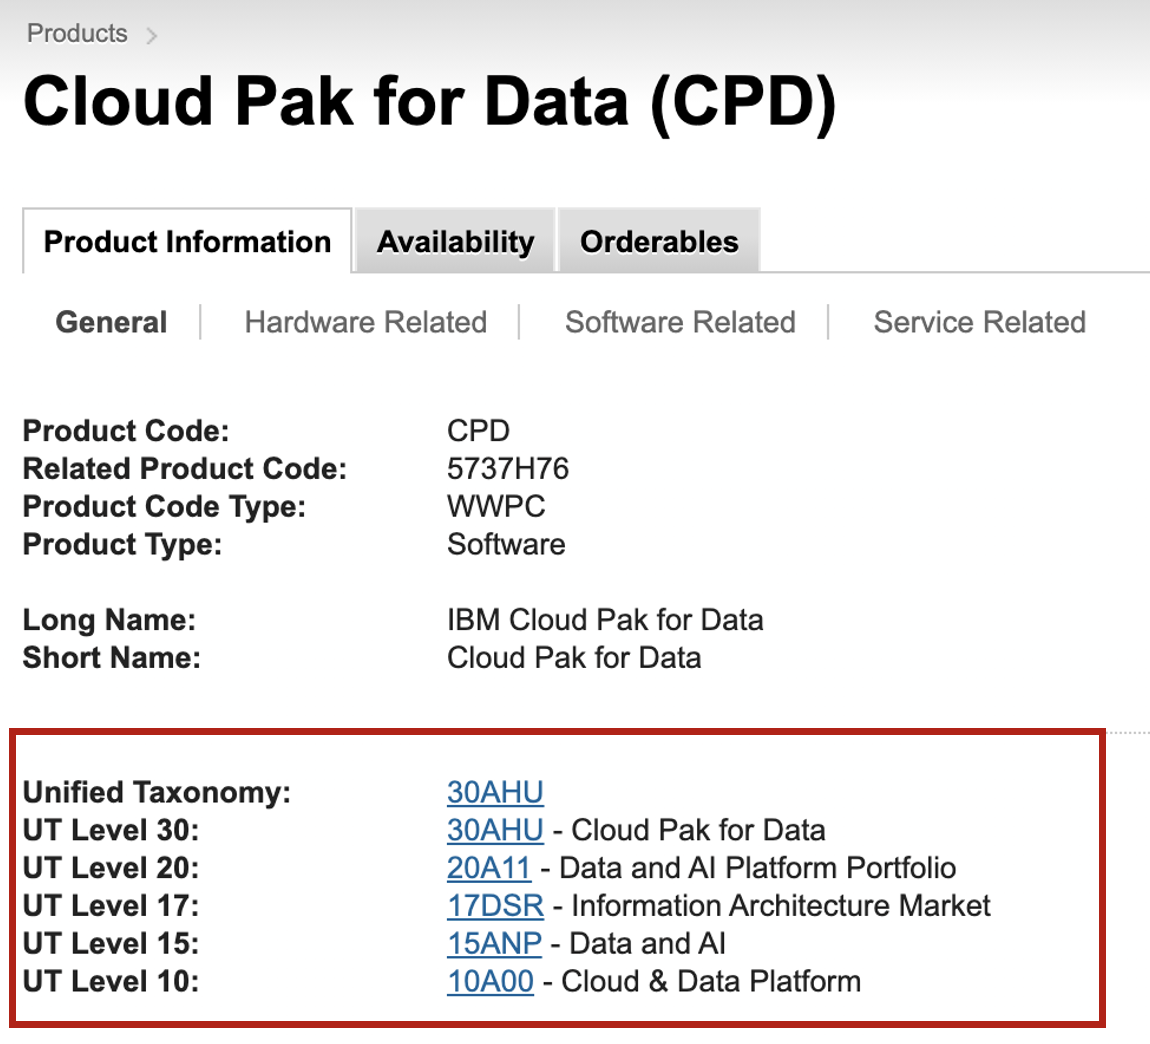 Products >
Cloud Pak for Data (CPD)
Product Information Availability Orderables
General Hardware Related Software Related Service Related
Product Code: CPD
Related Product Code: 5737H76
Product Code Type: WWPC
Product Type: Software
Long Name: IBM Cloud Pak for Data
Short Name: Cloud Pak for Data
Unified Taxonomy: 30AHU
UT Level 30: 30AHU - Cloud Pak for Data
UT Level 20: 20A11 - Data and AI Platform Portfolio
UT Level 17: 17DSR - Information Architecture Market
UT Level 15: 15ANP - Data and AI
UT Level 10: 10A00 - Cloud & Data Platform